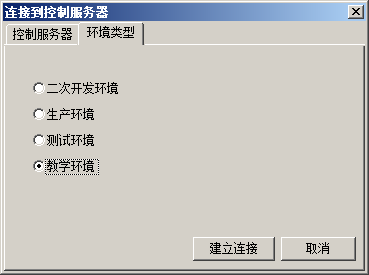 连接到控制服务器
控制服务器 环境类型
二次开发环境
生产环境
测试环境
教学环境
建立连接 取消